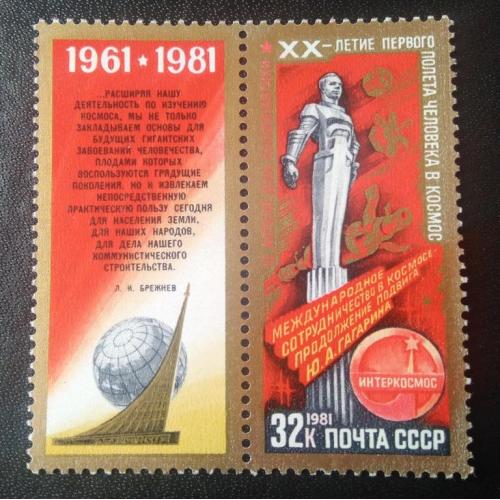 1961 ★ 1981
...РАСШИРЯЯ НАШУ
ДЕЯТЕЛЬНОСТЬ ПО ИЗУЧЕНИЮ
КОСМОСА, МЫ НЕ ТОЛЬКО
ЗАКЛАДЫВАЕМ ОСНОВЫ ДЛЯ
БУДУЩИХ ГИГАНТСКИХ
ЗАВОЕВАНИЙ ЧЕЛОВЕЧЕСТВА,
ПЛОДАМИ КОТОРЫХ
ВОСПОЛЬЗУЮТСЯ ГРЯДУЩИЕ
ПОКОЛЕНИЯ, НО И ИЗВЛЕКАЕМ
НЕПОСРЕДСТВЕННУЮ
ПРАКТИЧЕСКУЮ ПОЛЬЗУ СЕГОДНЯ
ДЛЯ НАСЕЛЕНИЯ ЗЕМЛИ,
ДЛЯ НАШИХ НАРОДОВ,
ДЛЯ ДЕЛА НАШЕГО
КОММУНИСТИЧЕСКОГО
СТРОИТЕЛЬСТВА.
Л. И. БРЕЖНЕВ
XX-ЛЕТИЕ ПЕРВОГО
ПОЛЕТА ЧЕЛОВЕКА В КОСМОС
МЕЖДУНАРОДНОЕ
СОТРУДНИЧЕСТВО В КОСМОСЕ-
ПРОДОЛЖЕНИЕ ПОДВИГА
Ю.А. ГАГАРИНА
ИНТЕРКОСМОС
1981
32К ПОЧТА СССР